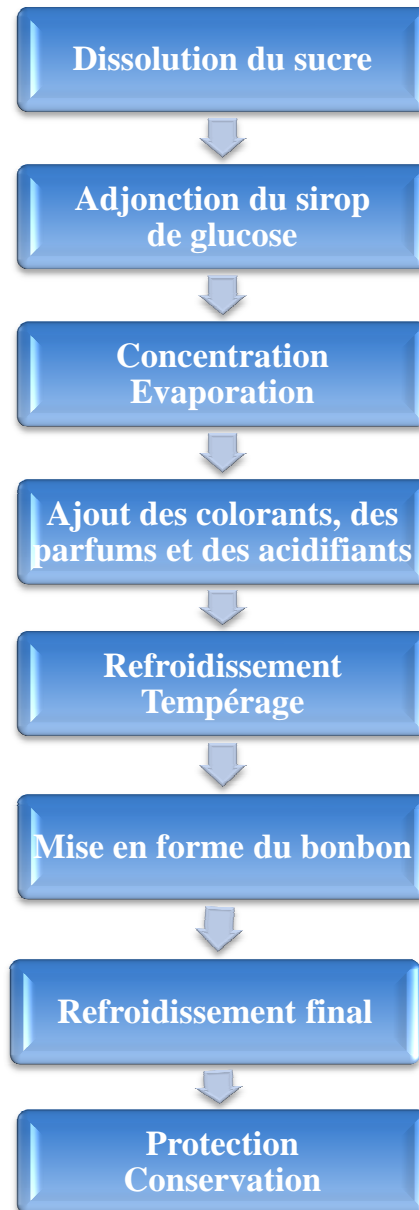 Dissolution du sucre
Adjonction du sirop
de glucose
Concentration
Evaporation
Ajout des colorants, des
parfums et des acidifiants
Refroidissement
Tempérage
Mise en forme du bonbon
Refroidissement final
Protection
Conservation